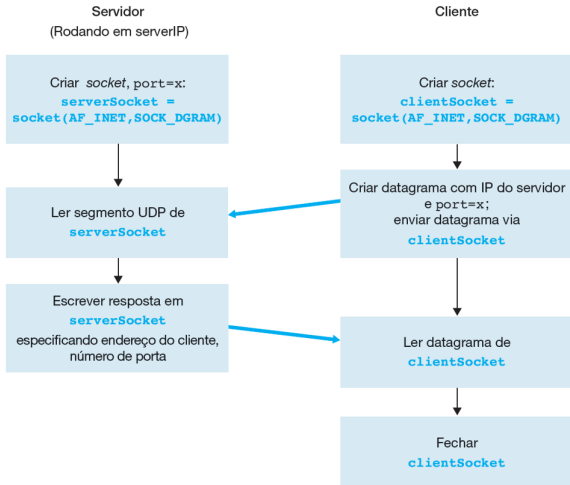 Servidor
(Rodando em serverIP)
Criar socket, port=x:
serverSocket =
socket(AF_INET,SOCK_DGRAM)
Ler segmento UDP de
serverSocket
Escrever resposta em
serverSocket
especificando endereço do cliente,
número de porta
Cliente
Criar socket:
clientSocket =
socket(AF_INET,SOCK_DGRAM)
Criar datagrama com IP do servidor
e port=x;
enviar datagrama via
clientSocket
Ler datagrama de
clientSocket
Fechar
clientSocket